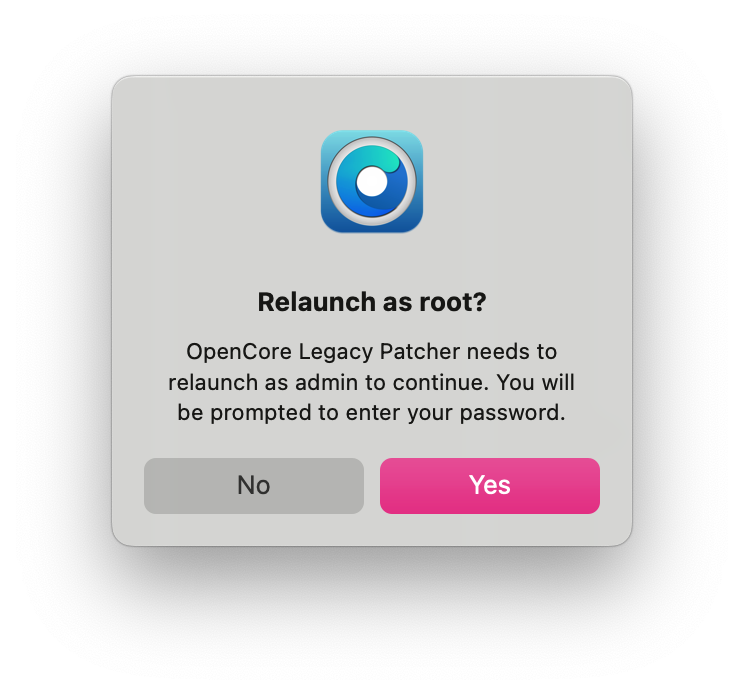 Relaunch as root?
OpenCore Legacy Patcher needs to
relaunch as admin to continue. You will
be prompted to enter your password.
No
Yes